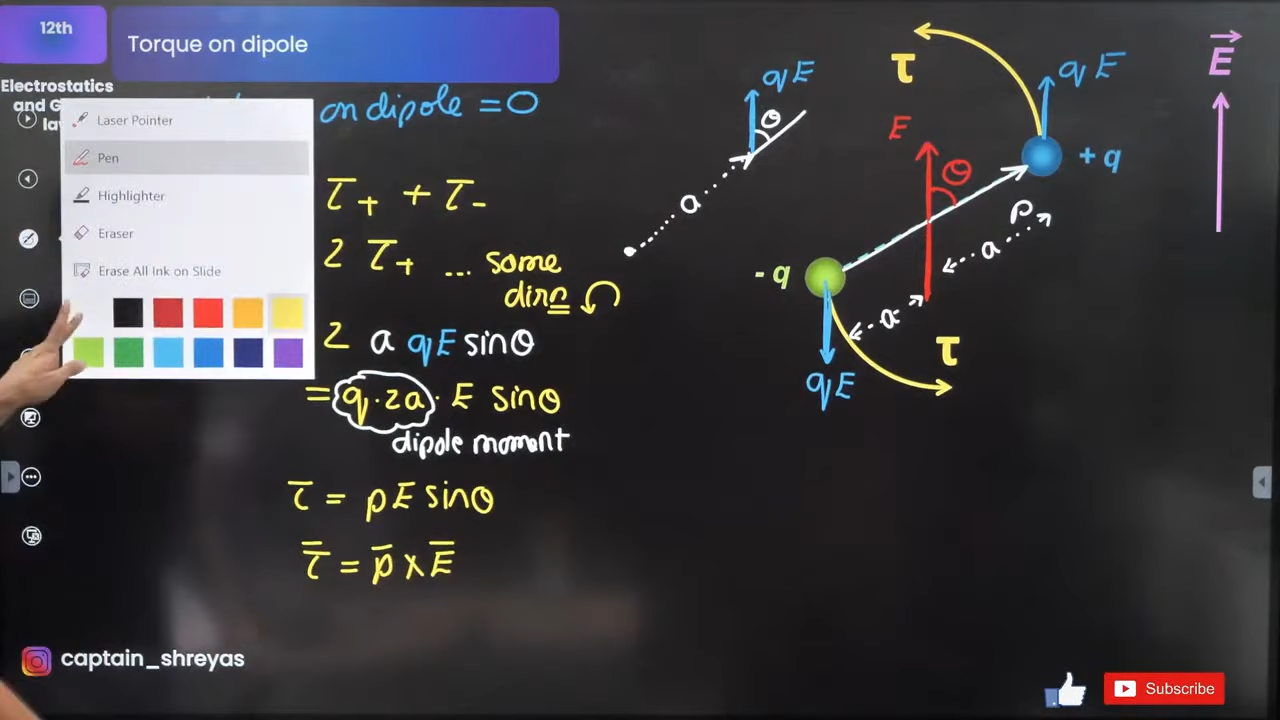 12th
Torque on dipole
Electrostatics
and G
la
on dipole = 0
Laser Pointer
Pen
Highlighter
Eraser
Erase All Ink on Slide
τ+ + τ-
2 τ+ ... some
dirn
2 a qE sinθ
= q·2a · E sinθ
dipole moment
τ = pE sinθ
τ̅ = p̅ × E̅
qE
θ
a
τ
qE
E
θ
+q
p
a
-q
a
τ
qE
E⃗
captain_shreyas
Subscribe